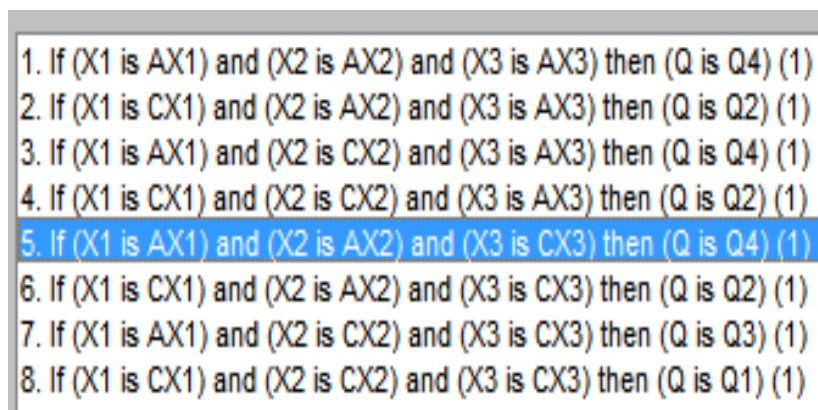 1. If (X1 is AX1) and (X2 is AX2) and (X3 is AX3) then (Q is Q4) (1)
2. If (X1 is CX1) and (X2 is AX2) and (X3 is AX3) then (Q is Q2) (1)
3. If (X1 is AX1) and (X2 is CX2) and (X3 is AX3) then (Q is Q4) (1)
4. If (X1 is CX1) and (X2 is CX2) and (X3 is AX3) then (Q is Q2) (1)
5. If (X1 is AX1) and (X2 is AX2) and (X3 is CX3) then (Q is Q4) (1)
6. If (X1 is CX1) and (X2 is AX2) and (X3 is CX3) then (Q is Q2) (1)
7. If (X1 is AX1) and (X2 is CX2) and (X3 is CX3) then (Q is Q3) (1)
8. If (X1 is CX1) and (X2 is CX2) and (X3 is CX3) then (Q is Q1) (1)